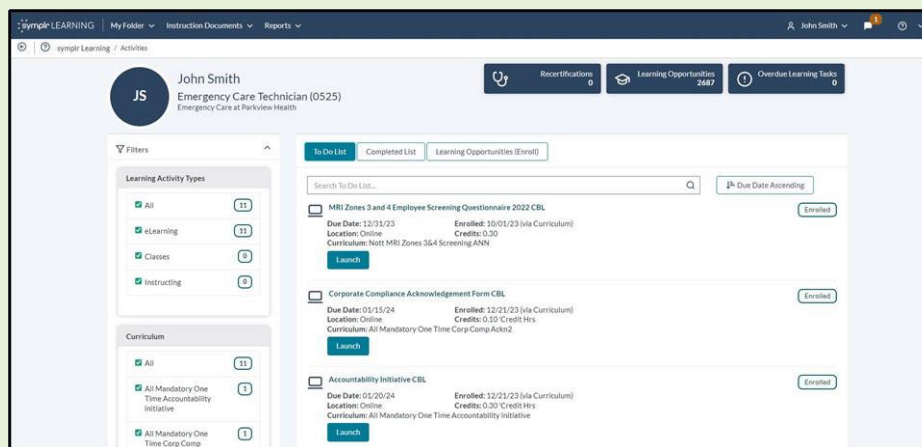 symplr LEARNING My Folder Instruction Documents Reports John Smith 1
symplr Learning / Activities
JS
John Smith
Emergency Care Technician (0525)
Emergency Care at Parkview Health
Recertifications
0
Learning Opportunities
2687
Overdue Learning Tasks
0
Filters
Learning Activity Types
All 11
eLearning 11
Classes 0
Instructing 0
Curriculum
All 11
All Mandatory One 1
Time Accountability
initiative
All Mandatory One 1
Time Corp Comp
To Do List Completed List Learning Opportunities (Enroll)
Search To Do List... Due Date Ascending
MRI Zones 3 and 4 Employee Screening Questionnaire 2022 CBL Enrolled
Due Date: 12/31/23 Enrolled: 10/01/23 (via Curriculum)
Location: Online Credits: 0.30
Curriculum: Nott MRI Zones 3&4 Screening ANN
Launch
Corporate Compliance Acknowledgement Form CBL Enrolled
Due Date: 01/15/24 Enrolled: 12/21/23 (via Curriculum)
Location: Online Credits: 0.10 'Credit Hrs
Curriculum: All Mandatory One Time Corp Comp Ackn2
Launch
Accountability Initiative CBL Enrolled
Due Date: 01/20/24 Enrolled: 12/21/23 (via Curriculum)
Location: Online Credits: 0.30 'Credit Hrs
Curriculum: All Mandatory One Time Accountability initiative
Launch